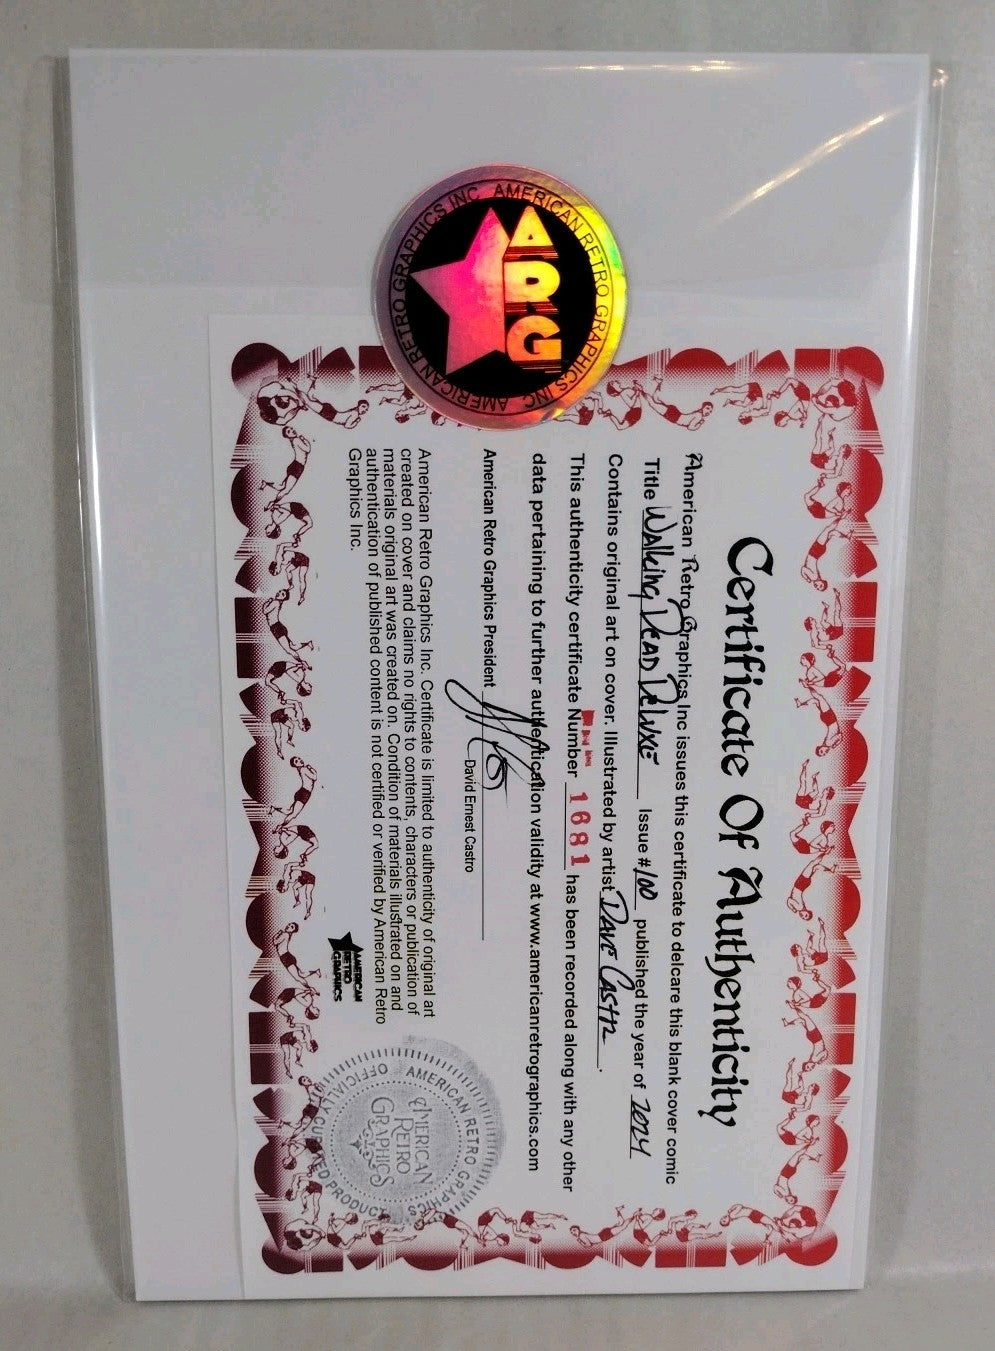 AMERICAN RETRO GRAPHICS INC. AMERICAN RETRO GRAPHICS INC.
ARG
Certificate Of Authenticity
American Retro Graphics Inc issues this certificate to delcare this blank cover comic
Title Walking Dead Deluxe Issue #100 published the year of 2024
Contains original art on cover. Illustrated by artist Dave Castr.
This authenticity certificate Number 1681 has been recorded along with any other
data pertaining to further authentication validity at www.americanretrographics.com
American Retro Graphics President
David Ernest Castro
American Retro Graphics Inc. Certificate is limited to authenticity of original art
created on cover and claims no rights to contents, characters or publication of
materials original art was created on. Condition of materials illustrated on and
authentication of published content is not certified or verified by American Retro
Graphics Inc.
AMERICAN
RETRO
GRAPHICS
AMERICAN RETRO GRAPHICS
OFFICIALLY PRODUCT
AMERICAN
RETRO
GRAPHICS